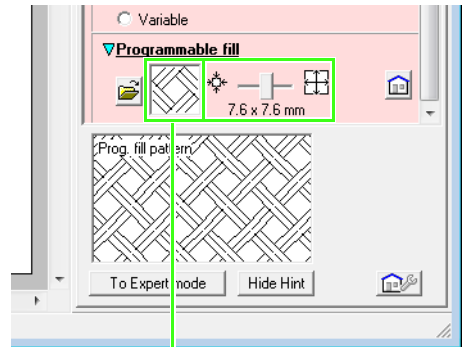 Variable
Programmable fill
7.6 x 7.6 mm
Prog. fill pattern
To Expert mode
Hide Hint